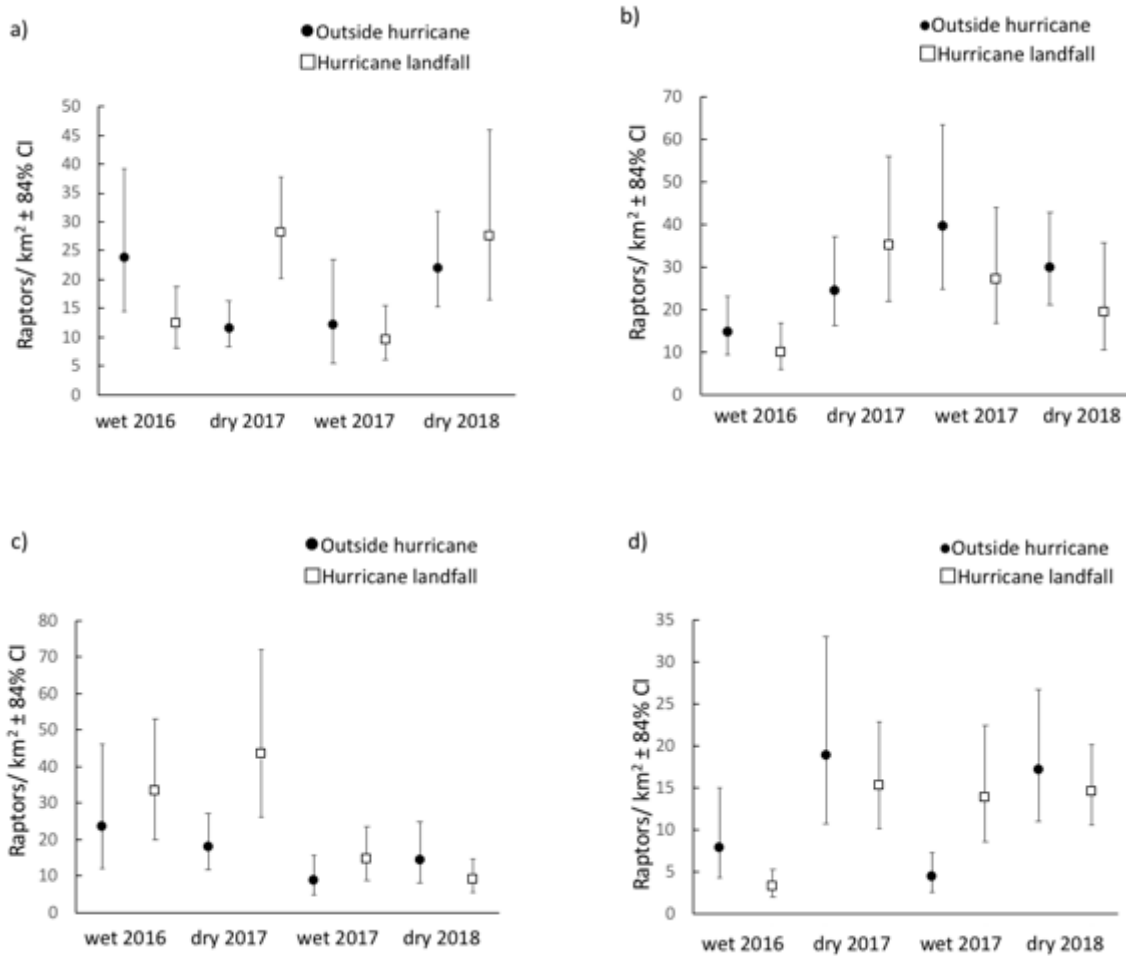 a)
●Outside hurricane
□Hurricane landfall
Raptors/ km² ± 84% CI
50
45
40
35
30
25
20
15
10
5
0
wet 2016 dry 2017 wet 2017 dry 2018
b)
●Outside hurricane
□Hurricane landfall
Raptors/ km² ± 84% CI
70
60
50
40
30
20
10
0
wet 2016 dry 2017 wet 2017 dry 2018
c)
●Outside hurricane
□Hurricane landfall
Raptors/ km² ± 84% CI
80
70
60
50
40
30
20
10
0
wet 2016 dry 2017 wet 2017 dry 2018
d)
●Outside hurricane
□Hurricane landfall
Raptors/ km² ± 84% CI
35
30
25
20
15
10
5
0
wet 2016 dry 2017 wet 2017 dry 2018